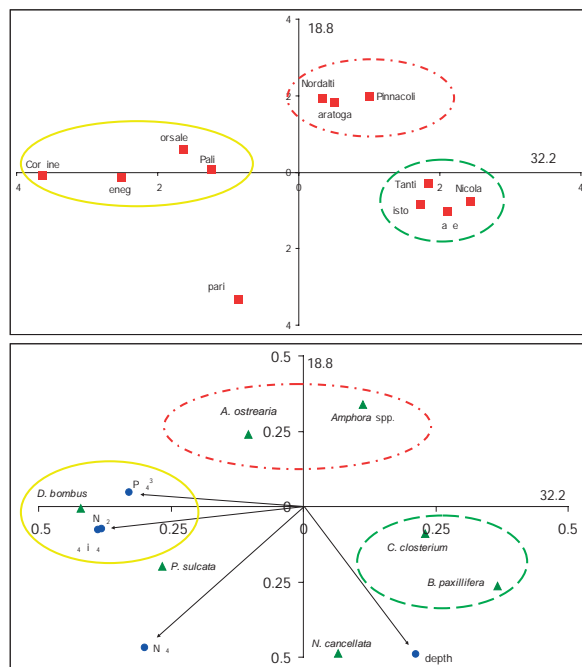 4
18.8
Nordalti
Pinnacoli
2
aratoga
orsale
32.2
Cor ine
Pali
4
2
0
0
2
4
eneg
Tanti
Nicola
isto
a e
2
pari
4
0.5
18.8
A. ostrearia
Amphora spp.
0.25
P 4 3
D. bombus
32.2
0.5
N 2
0.25
0
0
0.25
0.5
4 i 4
C. closterium
P. sulcata
0.25
B. paxillifera
N 4
N. cancellata
0.5
depth